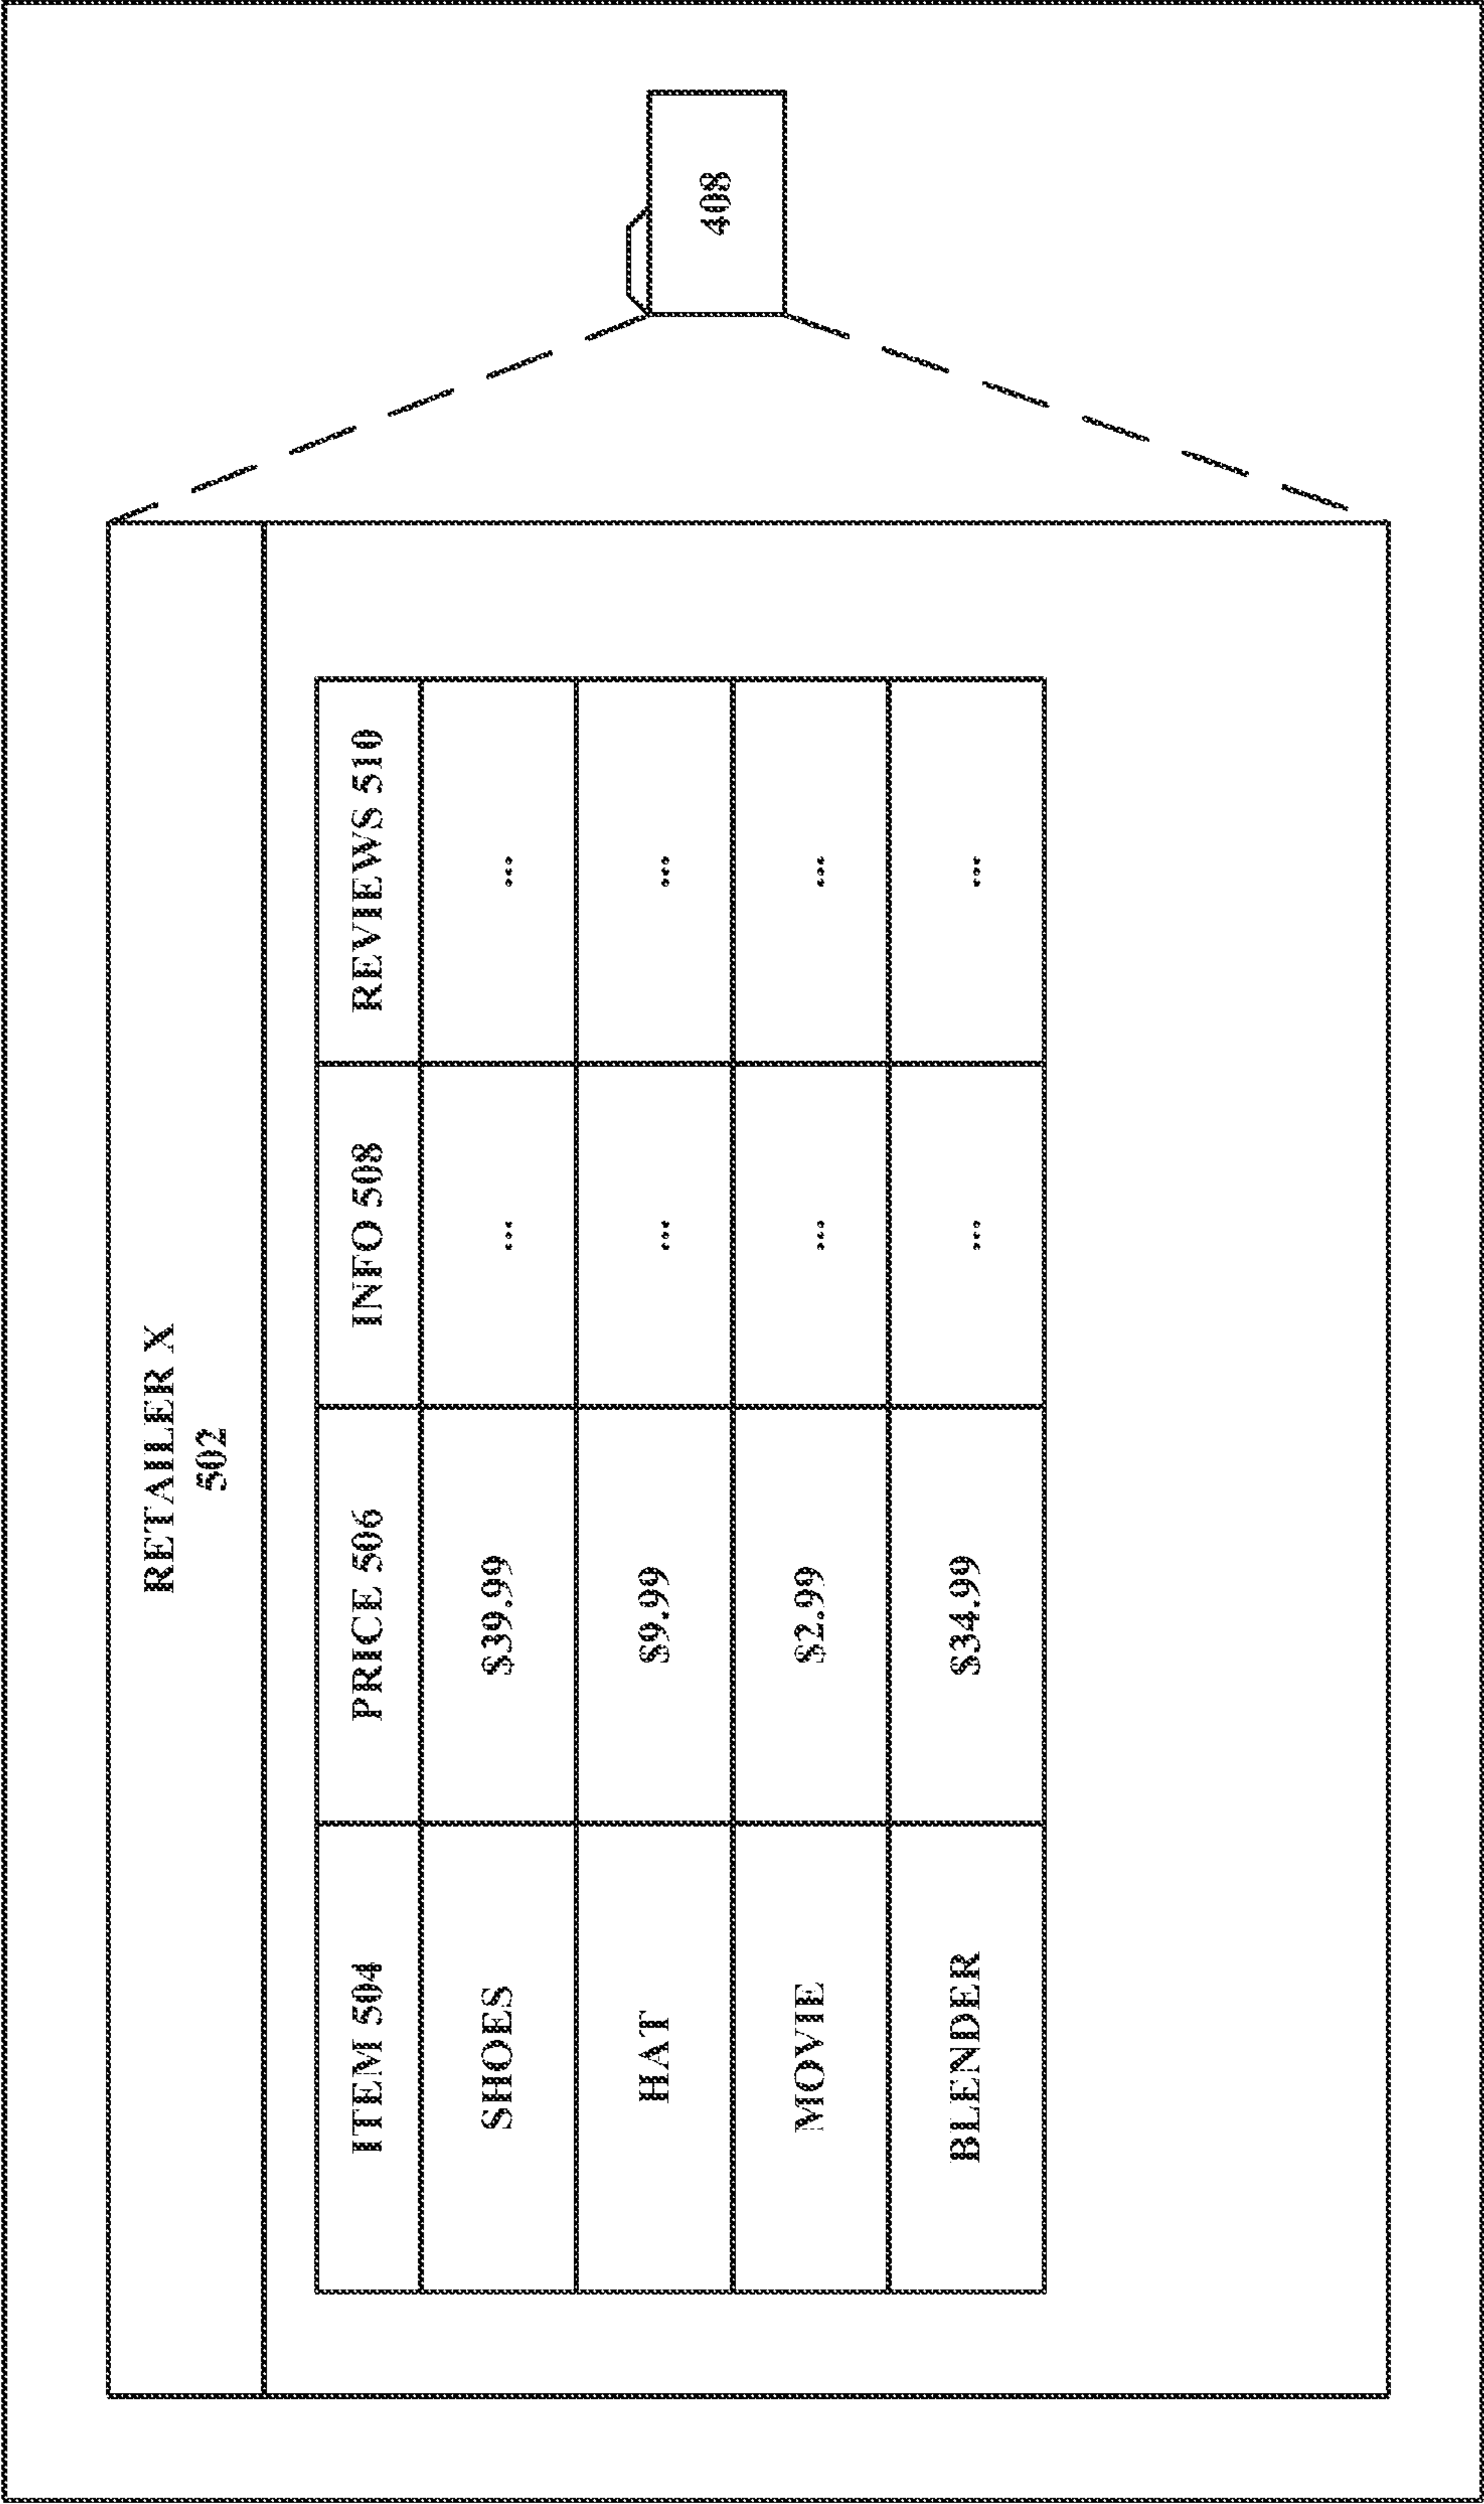 RETAILER X
502
ITEM 504 PRICE 506 INFO 508 REVIEWS 510
SHOES $39.99 ... ...
HAT $9.99 ... ...
MOVIE $2.99 ... ...
BLENDER $34.99 ... ...
408